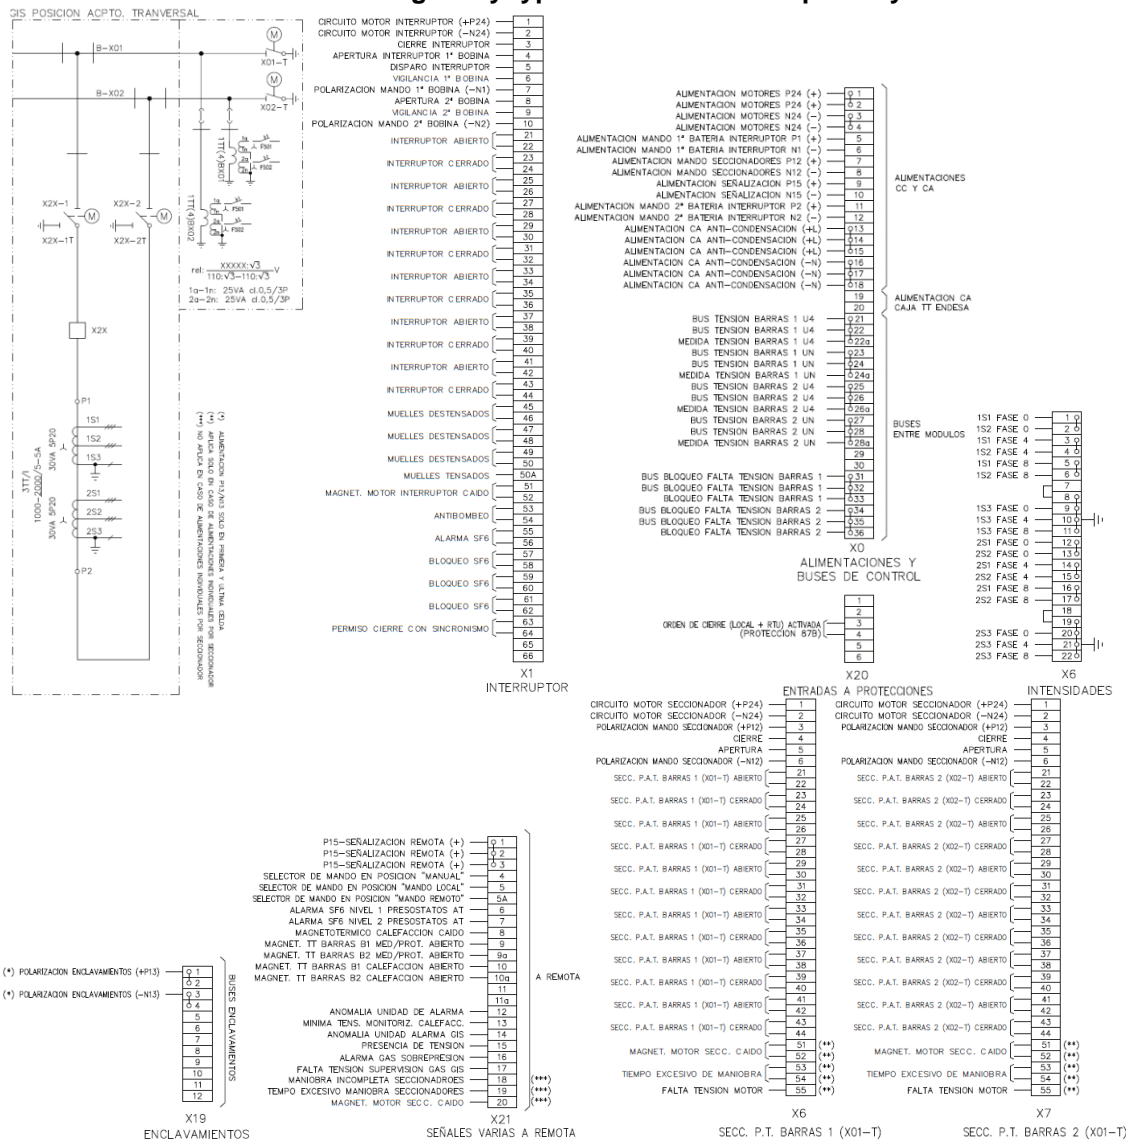 GIS POSICION ACPTO. TRANVERSAL
B-X01
B-X02
M
X01-T
M
X02-T
1TT(4)BX01
1a
1n
2a
2n
FS01
FS02
1TT(4)BX02
1a
1n
2a
2n
FS01
FS02
X2X-1
M
X2X-2
M
X2X-1T
X2X-2T
rel: XXXXX:√3
110:√3-110:√3 V
1a-1n: 25VA cl.0,5/3P
2a-2n: 25VA cl.0,5/3P
X2X
P1
1S1
1S2
1S3
30VA 5P20
3TT/I
1000-2000/5-5A
2S1
2S2
2S3
30VA 5P20
P2
(*) ALIMENTACION P13/N13 SOLO EN PRIMERA Y ULTIMA CELDA
(**) APLICA SOLO EN CASO DE ALIMENTACIONES INDIVIDUALES POR SECCIONADOR
(***) NO APLICA EN CASO DE ALIMENTACIONES INDIVIDUALES POR SECCIONADOR
CIRCUITO MOTOR INTERRUPTOR (+P24) 1
CIRCUITO MOTOR INTERRUPTOR (-N24) 2
CIERRE INTERRUPTOR 3
APERTURA INTERRUPTOR 1ª BOBINA 4
DISPARO INTERRUPTOR 5
VIGILANCIA 1ª BOBINA 6
POLARIZACION MANDO 1ª BOBINA (-N1) 7
APERTURA 2ª BOBINA 8
VIGILANCIA 2ª BOBINA 9
POLARIZACION MANDO 2ª BOBINA (-N2) 10
INTERRUPTOR ABIERTO 21
22
INTERRUPTOR CERRADO 23
24
INTERRUPTOR ABIERTO 25
26
INTERRUPTOR CERRADO 27
28
INTERRUPTOR ABIERTO 29
30
INTERRUPTOR CERRADO 31
32
INTERRUPTOR ABIERTO 33
34
INTERRUPTOR CERRADO 35
36
INTERRUPTOR ABIERTO 37
38
INTERRUPTOR CERRADO 39
40
INTERRUPTOR ABIERTO 41
42
INTERRUPTOR CERRADO 43
44
MUELLES DESTENSADOS 45
46
MUELLES DESTENSADOS 47
48
MUELLES DESTENSADOS 49
50
MUELLES TENSADOS 50A
MAGNET. MOTOR INTERRUPTOR CAIDO 51
52
ANTIBOMBEO 53
54
ALARMA SF6 55
56
BLOQUEO SF6 57
58
BLOQUEO SF6 59
60
BLOQUEO SF6 61
62
PERMISO CIERRE CON SINCRONISMO 63
64
65
66
X1
INTERRUPTOR
ALIMENTACION MOTORES P24 (+) 1
ALIMENTACION MOTORES P24 (+) 2
ALIMENTACION MOTORES N24 (-) 3
ALIMENTACION MOTORES N24 (-) 4
ALIMENTACION MANDO 1ª BATERIA INTERRUPTOR P1 (+) 5
ALIMENTACION MANDO 1ª BATERIA INTERRUPTOR N1 (-) 6
ALIMENTACION MANDO SECCIONADORES P12 (+) 7
ALIMENTACION MANDO SECCIONADORES N12 (-) 8
ALIMENTACION SEÑALIZACION P15 (+) 9
ALIMENTACION SEÑALIZACION N15 (-) 10
ALIMENTACION MANDO 2ª BATERIA INTERRUPTOR P2 (+) 11
ALIMENTACION MANDO 2ª BATERIA INTERRUPTOR N2 (-) 12
ALIMENTACION CA ANTI-CONDENSACION (+L) 13
ALIMENTACION CA ANTI-CONDENSACION (+L) 14
ALIMENTACION CA ANTI-CONDENSACION (+L) 15
ALIMENTACION CA ANTI-CONDENSACION (-N) 16
ALIMENTACION CA ANTI-CONDENSACION (-N) 17
ALIMENTACION CA ANTI-CONDENSACION (-N) 18
19
20
BUS TENSION BARRAS 1 U4 21
BUS TENSION BARRAS 1 U4 22
MEDIDA TENSION BARRAS 1 U4 22a
BUS TENSION BARRAS 1 UN 23
BUS TENSION BARRAS 1 UN 24
MEDIDA TENSION BARRAS 1 UN 24a
BUS TENSION BARRAS 2 U4 25
BUS TENSION BARRAS 2 U4 26
MEDIDA TENSION BARRAS 2 U4 26a
BUS TENSION BARRAS 2 UN 27
BUS TENSION BARRAS 2 UN 28
MEDIDA TENSION BARRAS 2 UN 28a
29
30
BUS BLOQUEO FALTA TENSION BARRAS 1 31
BUS BLOQUEO FALTA TENSION BARRAS 1 32
BLOQUEO FALTA TENSION BARRAS 1 33
BUS BLOQUEO FALTA TENSION BARRAS 2 34
BUS BLOQUEO FALTA TENSION BARRAS 2 35
BLOQUEO FALTA TENSION BARRAS 2 36
ALIMENTACIONES
CC Y CA
ALIMENTACION CA
CAJA TT ENDESA
BUSES
ENTRE MODULOS
X0
ALIMENTACIONES Y
BUSES DE CONTROL
1
2
ORDEN DE CIERRE (LOCAL + RTU) ACTIVADA 3
(PROTECCION 87B) 4
5
6
X20
ENTRADAS A PROTECCIONES
1S1 FASE 0 1
1S2 FASE 0 2
1S1 FASE 4 3
1S2 FASE 4 4
1S1 FASE 8 5
1S2 FASE 8 6
7
8
1S3 FASE 0 9
1S3 FASE 4 10
1S3 FASE 8 11
2S1 FASE 0 12
2S2 FASE 0 13
2S1 FASE 4 14
2S2 FASE 4 15
2S1 FASE 8 16
2S2 FASE 8 17
18
19
2S3 FASE 0 20
2S3 FASE 4 21
2S3 FASE 8 22
X6
INTENSIDADES
CIRCUITO MOTOR SECCIONADOR (+P24) 1
CIRCUITO MOTOR SECCIONADOR (-N24) 2
POLARIZACION MANDO SECCIONADOR (+P12) 3
CIERRE 4
APERTURA 5
POLARIZACION MANDO SECCIONADOR (-N12) 6
SECC. P.A.T. BARRAS 1 (X01-T) ABIERTO 21
22
SECC. P.A.T. BARRAS 1 (X01-T) CERRADO 23
24
SECC. P.A.T. BARRAS 1 (X01-T) ABIERTO 25
26
SECC. P.A.T. BARRAS 1 (X01-T) CERRADO 27
28
SECC. P.A.T. BARRAS 1 (X01-T) ABIERTO 29
30
SECC. P.A.T. BARRAS 1 (X01-T) CERRADO 31
32
SECC. P.A.T. BARRAS 1 (X01-T) ABIERTO 33
34
SECC. P.A.T. BARRAS 1 (X01-T) CERRADO 35
36
SECC. P.A.T. BARRAS 1 (X01-T) ABIERTO 37
38
SECC. P.A.T. BARRAS 1 (X01-T) CERRADO 39
40
SECC. P.A.T. BARRAS 1 (X01-T) ABIERTO 41
42
SECC. P.A.T. BARRAS 1 (X01-T) CERRADO 43
44
MAGNET. MOTOR SECC. CAIDO 51 (**)
52 (**)
TIEMPO EXCESIVO DE MANIOBRA 53 (**)
54 (**)
FALTA TENSION MOTOR 55 (**)
X6
SECC. P.T. BARRAS 1 (X01-T)
CIRCUITO MOTOR SECCIONADOR (+P24) 1
CIRCUITO MOTOR SECCIONADOR (-N24) 2
POLARIZACION MANDO SECCIONADOR (+P12) 3
CIERRE 4
APERTURA 5
POLARIZACION MANDO SECCIONADOR (-N12) 6
SECC. P.A.T. BARRAS 2 (X02-T) ABIERTO 21
22
SECC. P.A.T. BARRAS 2 (X02-T) CERRADO 23
24
SECC. P.A.T. BARRAS 2 (X02-T) ABIERTO 25
26
SECC. P.A.T. BARRAS 2 (X02-T) CERRADO 27
28
SECC. P.A.T. BARRAS 2 (X02-T) ABIERTO 29
30
SECC. P.A.T. BARRAS 2 (X02-T) CERRADO 31
32
SECC. P.A.T. BARRAS 2 (X02-T) ABIERTO 33
34
SECC. P.A.T. BARRAS 2 (X02-T) CERRADO 35
36
SECC. P.A.T. BARRAS 2 (X02-T) ABIERTO 37
38
SECC. P.A.T. BARRAS 2 (X02-T) CERRADO 39
40
SECC. P.A.T. BARRAS 2 (X02-T) ABIERTO 41
42
SECC. P.A.T. BARRAS 2 (X02-T) CERRADO 43
44
MAGNET. MOTOR SECC. CAIDO 51 (**)
52 (**)
TIEMPO EXCESIVO DE MANIOBRA 53 (**)
54 (**)
FALTA TENSION MOTOR 55 (**)
X7
SECC. P.T. BARRAS 2 (X01-T)
(*) POLARIZACION ENCLAVAMIENTOS (+P13) 1
2
(*) POLARIZACION ENCLAVAMIENTOS (-N13) 3
4
5
6
7
8
9
10
11
12
BUSES ENCLAVAMIENTOS
X19
ENCLAVAMIENTOS
P15-SEÑALIZACION REMOTA (+) 1
P15-SEÑALIZACION REMOTA (+) 2
P15-SEÑALIZACION REMOTA (+) 3
SELECTOR DE MANDO EN POSICION "MANUAL" 4
SELECTOR DE MANDO EN POSICION "MANDO LOCAL" 5
SELECTOR DE MANDO EN POSICION "MANDO REMOTO" 5A
ALARMA SF6 NIVEL 1 PRESOSTATOS AT 6
ALARMA SF6 NIVEL 2 PRESOSTATOS AT 7
MAGNETOTERMICO CALEFACCION CAIDO 8
MAGNET. TT BARRAS B1 MED/PROT. ABIERTO 9
MAGNET. TT BARRAS B2 MED/PROT. ABIERTO 9a
MAGNET. TT BARRAS B1 CALEFACCION ABIERTO 10
MAGNET. TT BARRAS B2 CALEFACCION ABIERTO 10a
11
11a
ANOMALIA UNIDAD DE ALARMA 12
MINIMA TENS. MONITORIZ. CALEFACC. 13
ANOMALIA UNIDAD ALARMA GIS 14
PRESENCIA DE TENSION 15
ALARMA GAS SOBREPRESION 16
FALTA TENSION SUPERVISION GAS GIS 17
MANIOBRA INCOMPLETA SECCIONADROES 18 (***)
TEMPO EXCESIVO MANIOBRA SECCIONADORES 19 (***)
MAGNET. MOTOR SECC. CAIDO 20 (***)
A REMOTA
X21
SEÑALES VARIAS A REMOTA